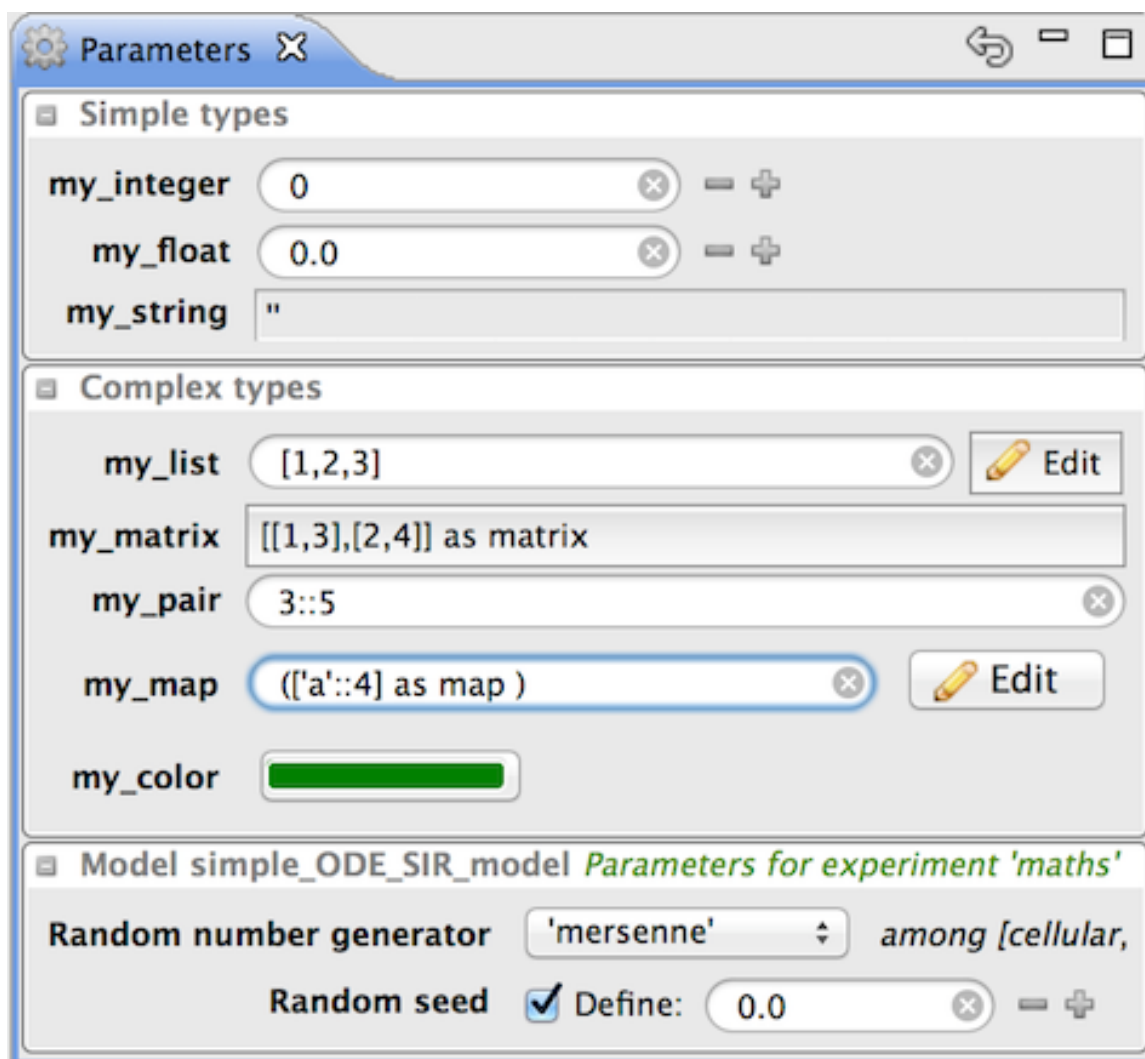 Parameters
Simple types
my_integer 0
my_float 0.0
my_string ''
Complex types
my_list [1,2,3] Edit
my_matrix [[1,3],[2,4]] as matrix
my_pair 3::5
my_map (['a'::4] as map ) Edit
my_color
Model simple_ODE_SIR_model Parameters for experiment 'maths'
Random number generator 'mersenne' among [cellular,
Random seed Define: 0.0